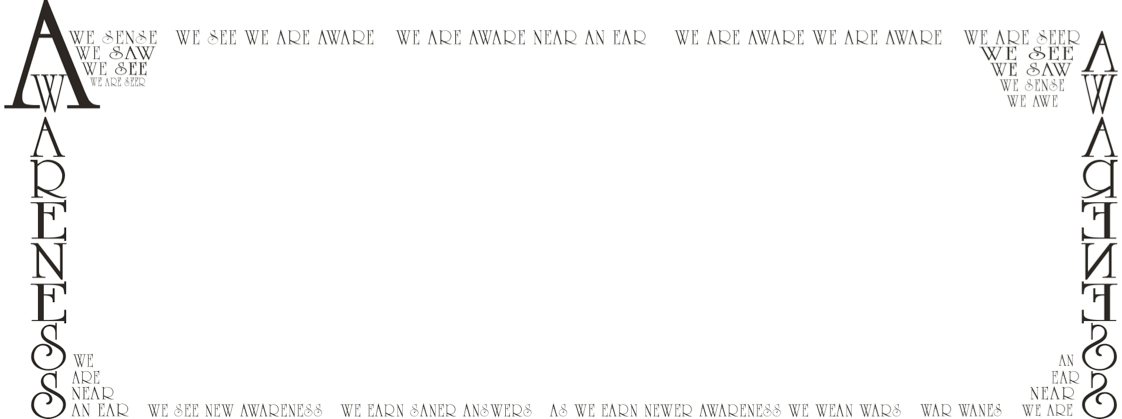 AWARENESS
WE SENSE WE SEE WE ARE AWARE WE ARE AWARE NEAR AN EAR WE ARE AWARE WE ARE AWARE WE ARE SEER
WE SAW
WE SEE
WE ARE SEER
WE SEE
WE SAW
WE SENSE
WE AWE
AWARENESS
WE
ARE
NEAR
AN
EAR
NEAR
AN EAR WE SEE NEW AWARENESS WE EARN SANER ANSWERS AS WE EARN NEWER AWARENESS WE WEAN WARS WAR WANES WE ARE